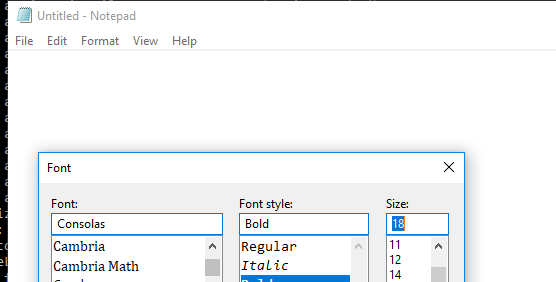 Untitled - Notepad
File Edit Format View Help
Font
Font: Font style: Size:
Consolas Bold 18
Cambria Regular 11
Cambria Math Italic 12
14